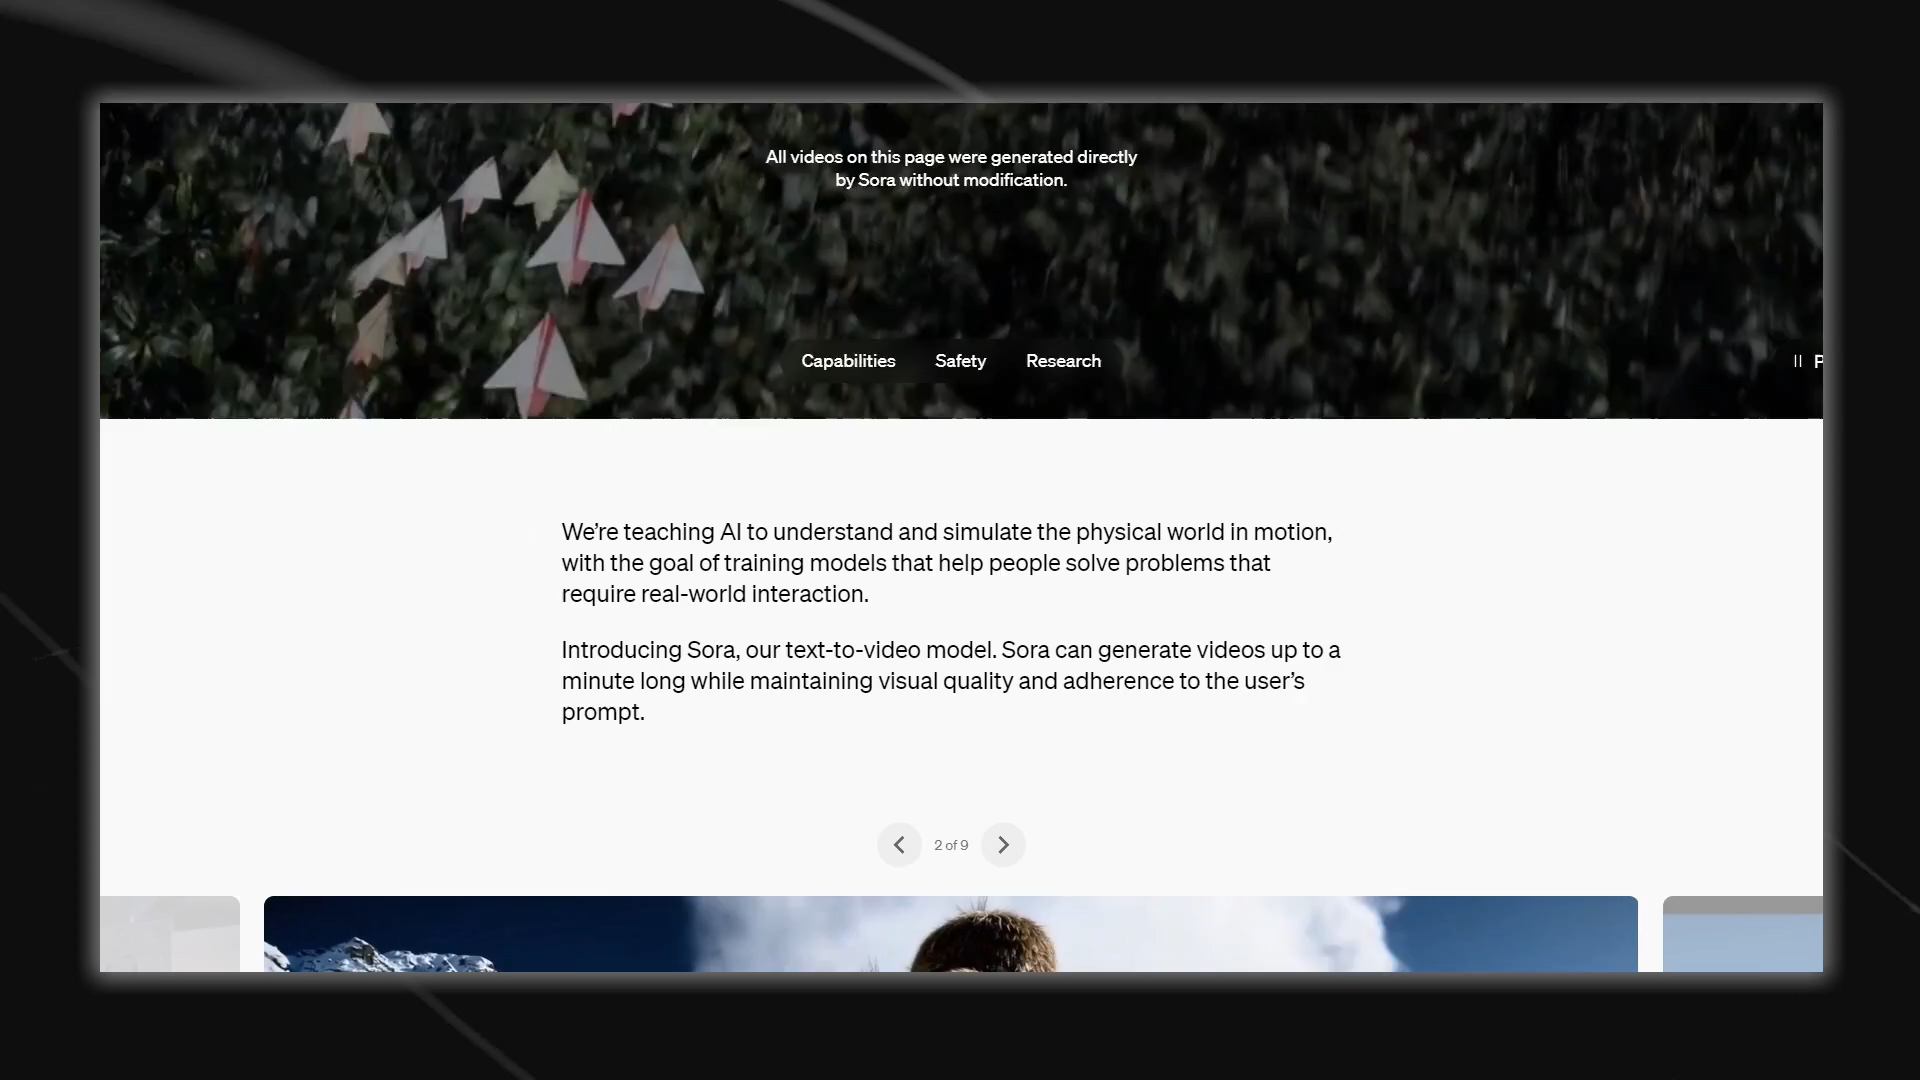 All videos on this page were generated directly
by Sora without modification.
Capabilities Safety Research
P
We’re teaching AI to understand and simulate the physical world in motion,
with the goal of training models that help people solve problems that
require real-world interaction.
Introducing Sora, our text-to-video model. Sora can generate videos up to a
minute long while maintaining visual quality and adherence to the user’s
prompt.
2 of 9